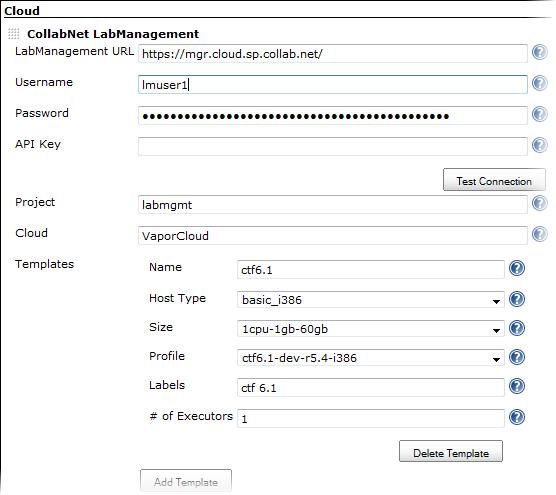 Cloud
CollabNet LabManagement
LabManagement URL https://mgr.cloud.sp.collab.net/ ?
Username lmuser1 ?
Password ●●●●●●●●●●●●●●●●●●●●●●●●●●●●●●●●●●●●●●●●●●●● ?
API Key ?
Test Connection
Project labmgmt ?
Cloud VaporCloud ?
Templates Name ctf6.1 ?
Host Type basic_i386 ?
Size 1cpu-1gb-60gb ?
Profile ctf6.1-dev-r5.4-i386 ?
Labels ctf 6.1 ?
# of Executors 1 ?
Delete Template
Add Template